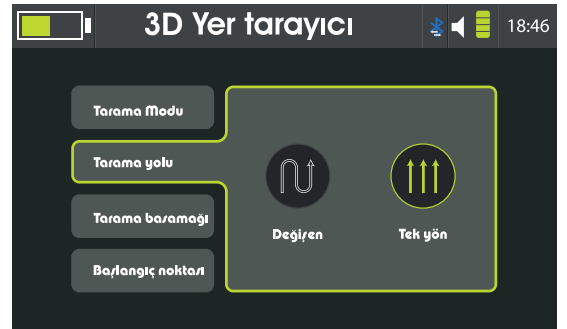 3D Yer tarayıcı
18:46
Tarama Modu
Tarama yolu
Tarama basamağı
Başlangıç noktası
Değişen
Tek yön